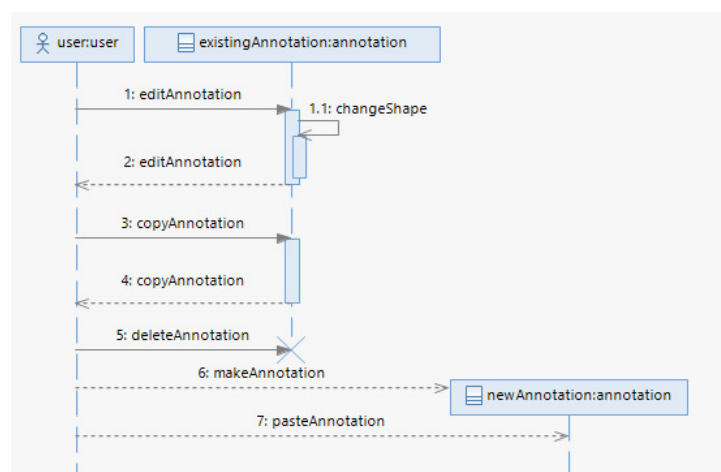 user:user
existingAnnotation:annotation
1: editAnnotation
1.1: changeShape
2: editAnnotation
3: copyAnnotation
4: copyAnnotation
5: deleteAnnotation
6: makeAnnotation
newAnnotation:annotation
7: pasteAnnotation